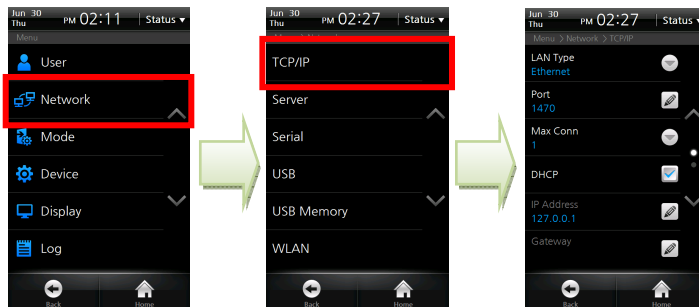 Jun 30
Thu
PM 02:11
Status
Menu
User
Network
Mode
Device
Display
Log
Back
Home
Jun 30
Thu
PM 02:27
Status
TCP/IP
Server
Serial
USB
USB Memory
WLAN
Back
Home
Jun 30
Thu
PM 02:27
Status
Menu > Network > TCP/IP
LAN Type
Ethernet
Port
1470
Max Conn
1
DHCP
IP Address
127.0.0.1
Gateway
Back
Home